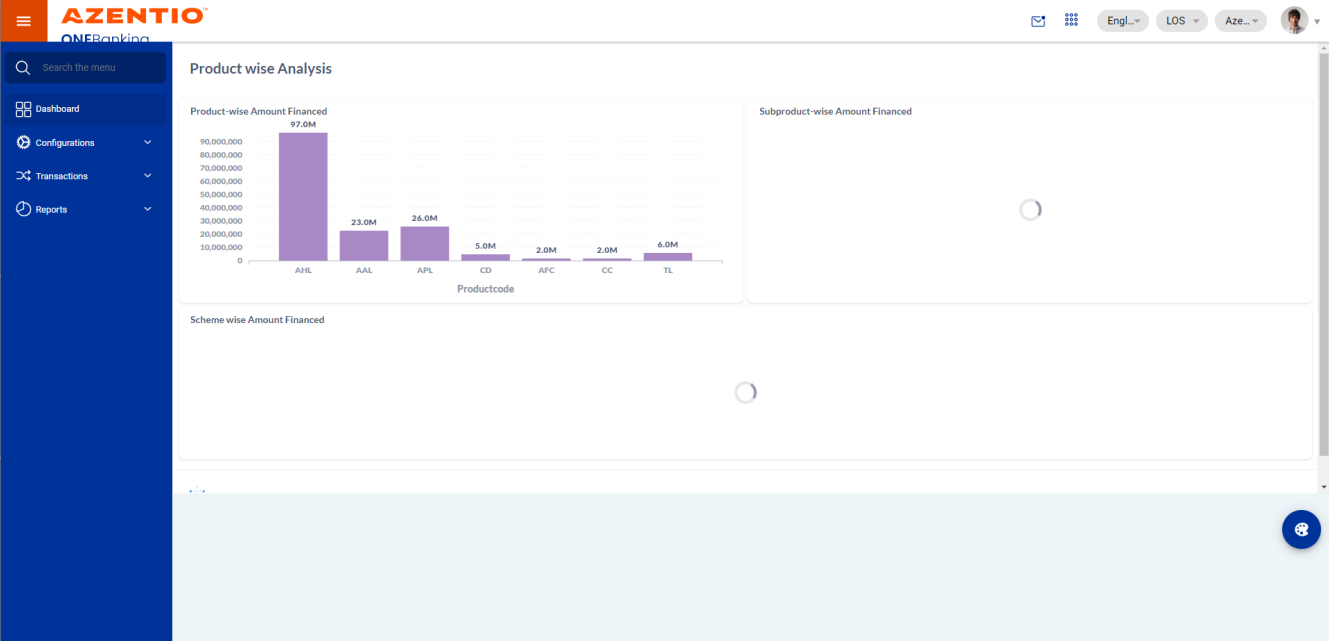 AZENTIO™
ONEBanking
Engl...
LOS
Aze...
Search the menu
Dashboard
Configurations
Transactions
Reports
Product wise Analysis
Product-wise Amount Financed
97.0M
90,000,000
80,000,000
70,000,000
60,000,000
50,000,000
40,000,000
30,000,000
20,000,000
10,000,000
0
23.0M
26.0M
5.0M
2.0M
2.0M
6.0M
AHL AAL APL CD AFC CC TL
Productcode
Subproduct-wise Amount Financed
Scheme wise Amount Financed